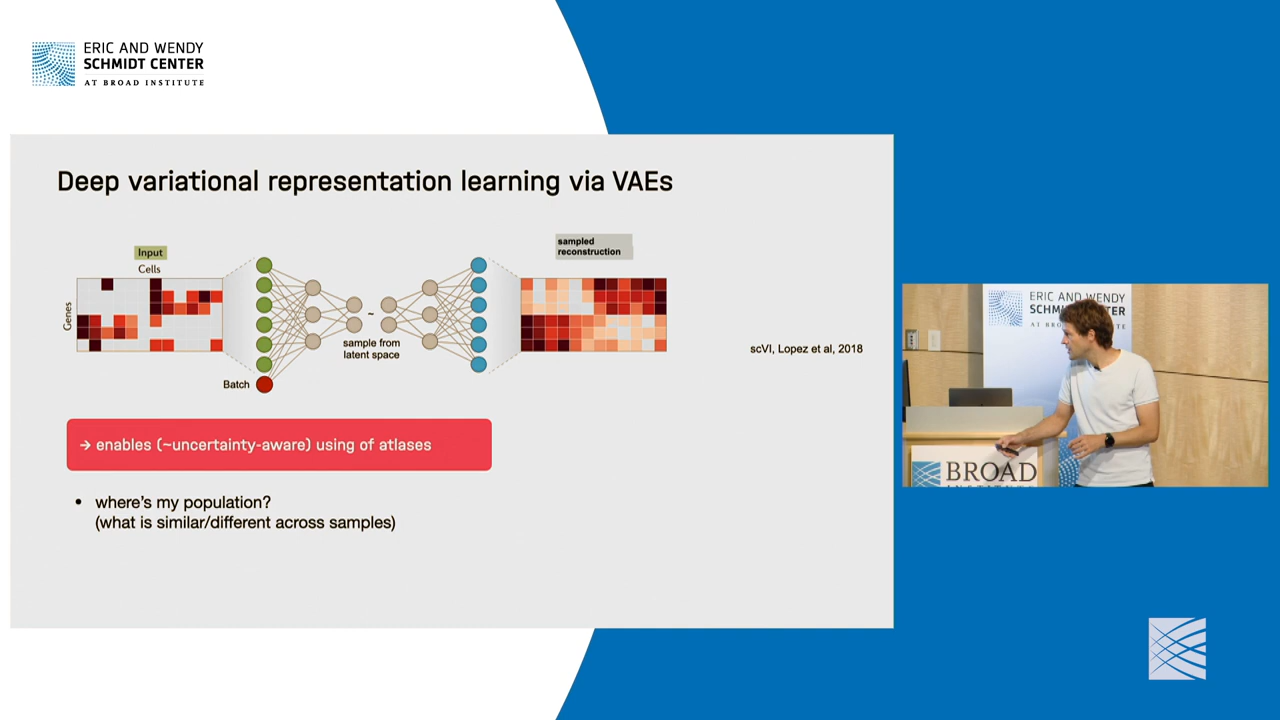 ERIC AND WENDY
SCHMIDT CENTER
AT BROAD INSTITUTE
Deep variational representation learning via VAEs
Input
Cells
Genes
Batch
~
sample from
latent space
sampled
reconstruction
scVI, Lopez et al, 2018
→ enables (~uncertainty-aware) using of atlases
• where's my population?
(what is similar/different across samples)
ERIC AND WENDY
SCHMIDT CENTER
BROAD